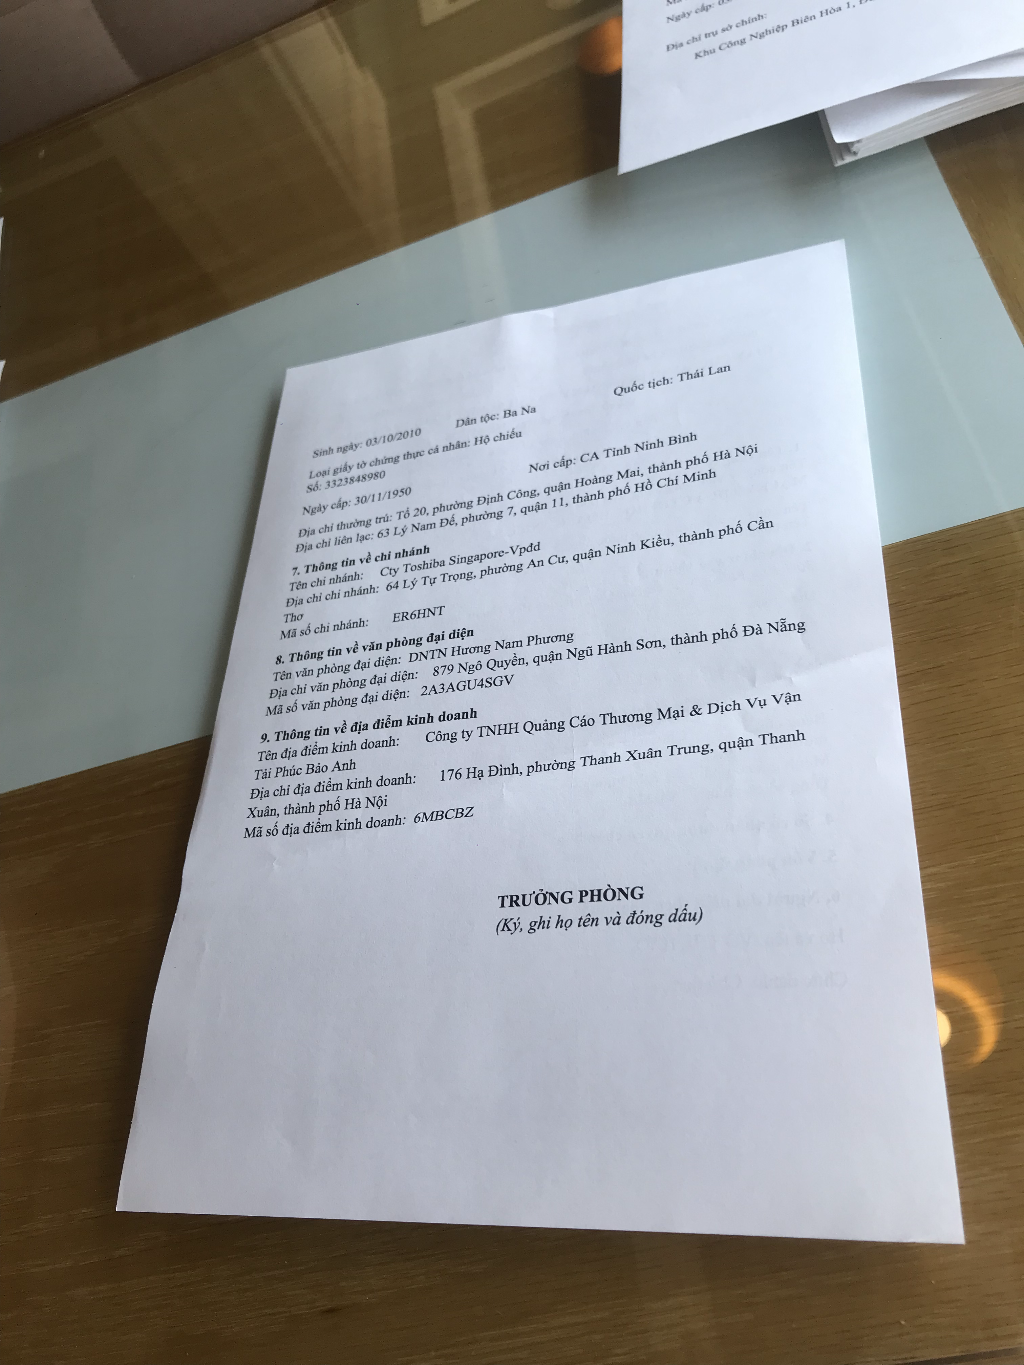 Ngày cấp:
Địa chỉ trụ sở chính:
Khu Công Nghiệp Biên Hòa 1,
Sinh ngày: 03/10/2010 Dân tộc: Ba Na Quốc tịch: Thái Lan
Loại giấy tờ chứng thực cá nhân: Hộ chiếu
Số: 3323848980
Ngày cấp: 30/11/1950 Nơi cấp: CA Tỉnh Ninh Bình
Địa chỉ thường trú: Tổ 20, phường Định Công, quận Hoàng Mai, thành phố Hà Nội
Địa chỉ liên lạc: 63 Lý Nam Đế, phường 7, quận 11, thành phố Hồ Chí Minh
7. Thông tin về chi nhánh
Tên chi nhánh: Cty Toshiba Singapore-Vpđd
Địa chỉ chi nhánh: 64 Lý Tự Trọng, phường An Cư, quận Ninh Kiều, thành phố Cần
Thơ
Mã số chi nhánh: ER6HNT
8. Thông tin về văn phòng đại diện
Tên văn phòng đại diện: DNTN Hương Nam Phương
Địa chỉ văn phòng đại diện: 879 Ngô Quyền, quận Ngũ Hành Sơn, thành phố Đà Nẵng
Mã số văn phòng đại diện: 2A3AGU4SGV
9. Thông tin về địa điểm kinh doanh
Tên địa điểm kinh doanh: Công ty TNHH Quảng Cáo Thương Mại & Dịch Vụ Vận
Tải Phúc Bảo Anh
Địa chỉ địa điểm kinh doanh: 176 Hạ Đình, phường Thanh Xuân Trung, quận Thanh
Xuân, thành phố Hà Nội
Mã số địa điểm kinh doanh: 6MBCBZ
TRƯỞNG PHÒNG
(Ký, ghi họ tên và đóng dấu)